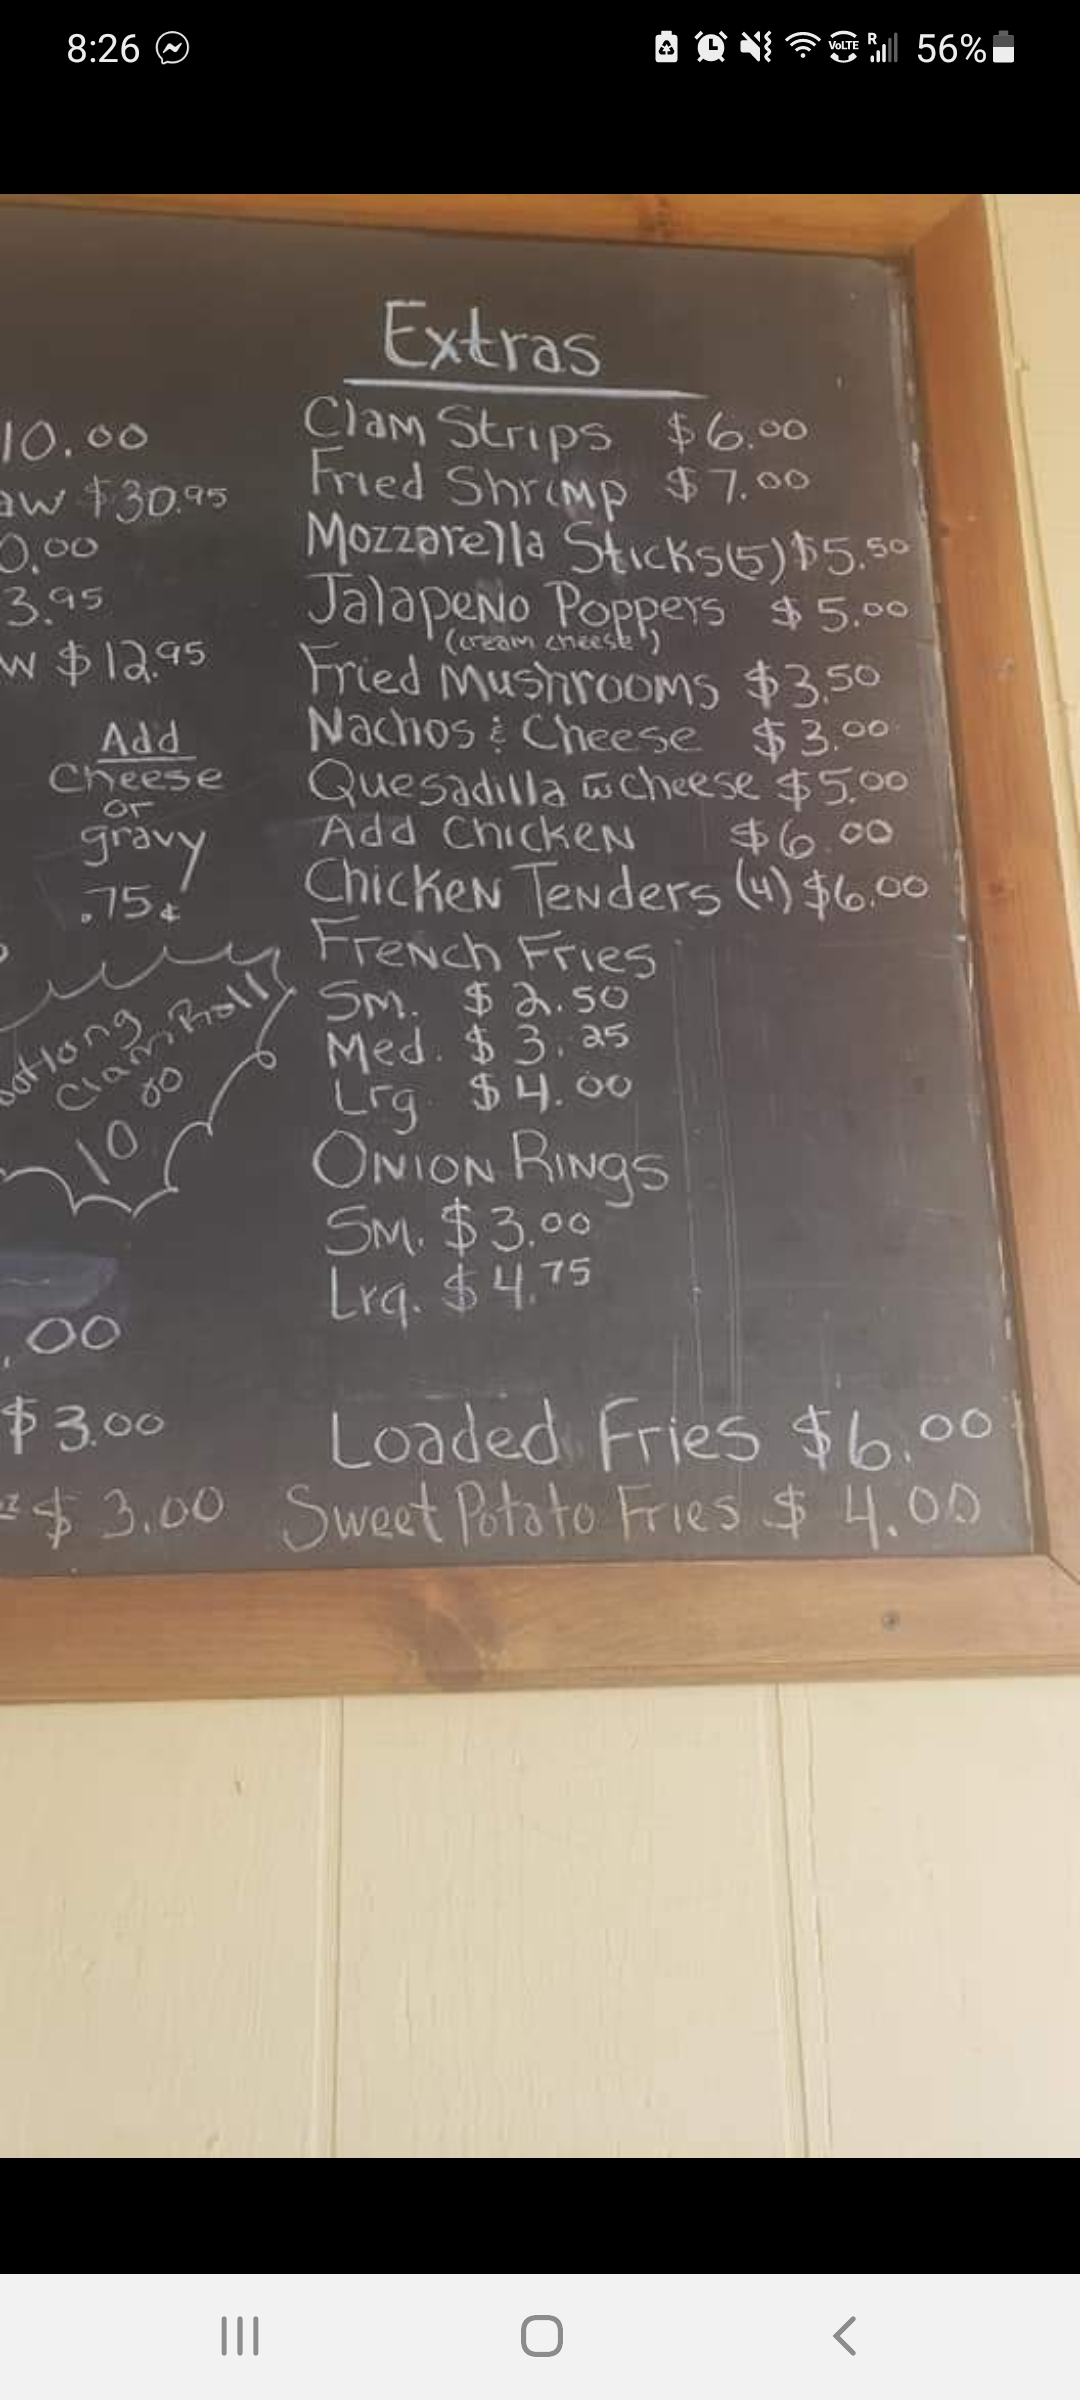 8:26
VoLTE R 56%
Extras
Clam Strips $6.00
Fried Shrimp $7.00
Mozzarella Sticks(5) $5.50
Jalapeno Poppers $5.00
(cream cheese)
Fried Mushrooms $3.50
Nachos & Cheese $3.00
Quesadilla w cheese $5.00
Add Chicken $6.00
Chicken Tenders (4) $6.00
French Fries
Sm. $2.50
Med. $3.25
Lrg. $4.00
Onion Rings
Sm. $3.00
Lrg. $4.75
Loaded Fries $6.00
Sweet Potato Fries $4.00
10.00
aw $30.95
0.00
3.95
w $12.95
Add
Cheese
or
gravy
.75¢
ootlong
Clam Roll
10 00
.00
$3.00
z $3.00